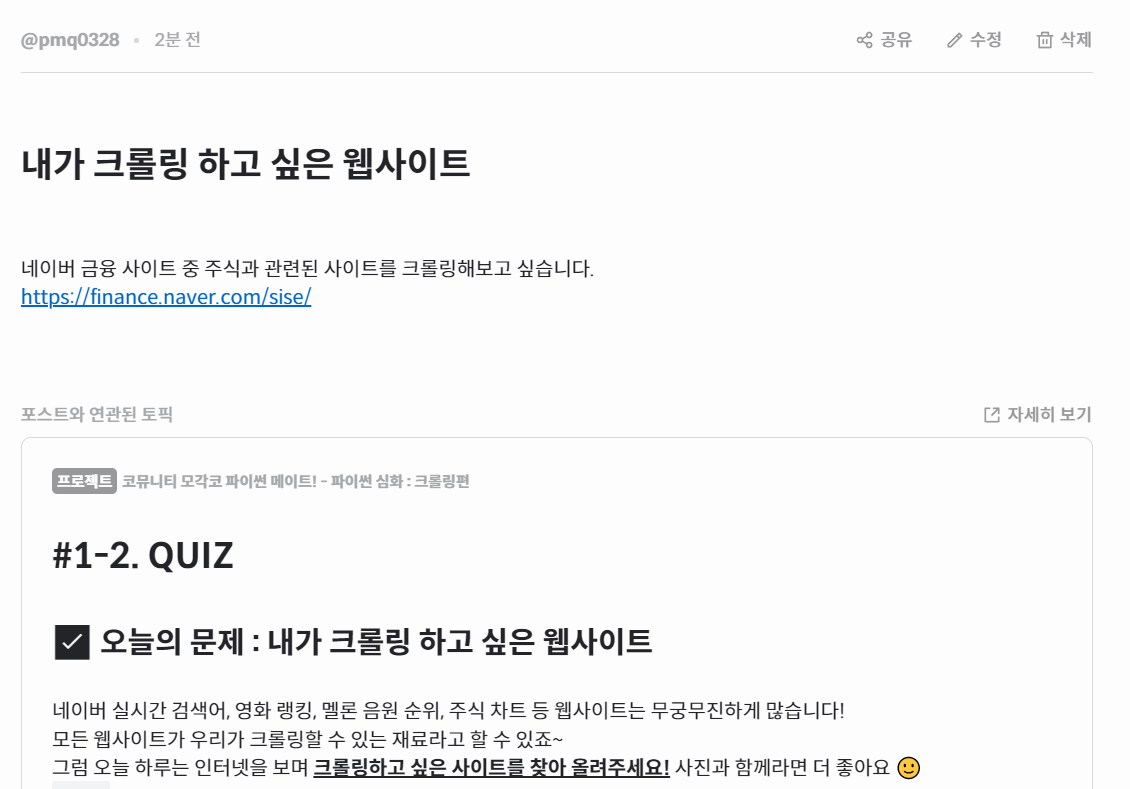 @pmq0328 • 2분 전 공유 수정 삭제
내가 크롤링 하고 싶은 웹사이트
네이버 금융 사이트 중 주식과 관련된 사이트를 크롤링해보고 싶습니다.
https://finance.naver.com/sise/
포스트와 연관된 토픽 자세히 보기
프로젝트 코뮤니티 모각코 파이썬 메이트! - 파이썬 심화 : 크롤링편
#1-2. QUIZ
오늘의 문제 : 내가 크롤링 하고 싶은 웹사이트
네이버 실시간 검색어, 영화 랭킹, 멜론 음원 순위, 주식 차트 등 웹사이트는 무궁무진하게 많습니다!
모든 웹사이트가 우리가 크롤링할 수 있는 재료라고 할 수 있죠~
그럼 오늘 하루는 인터넷을 보며 크롤링하고 싶은 사이트를 찾아 올려주세요! 사진과 함께라면 더 좋아요 🙂